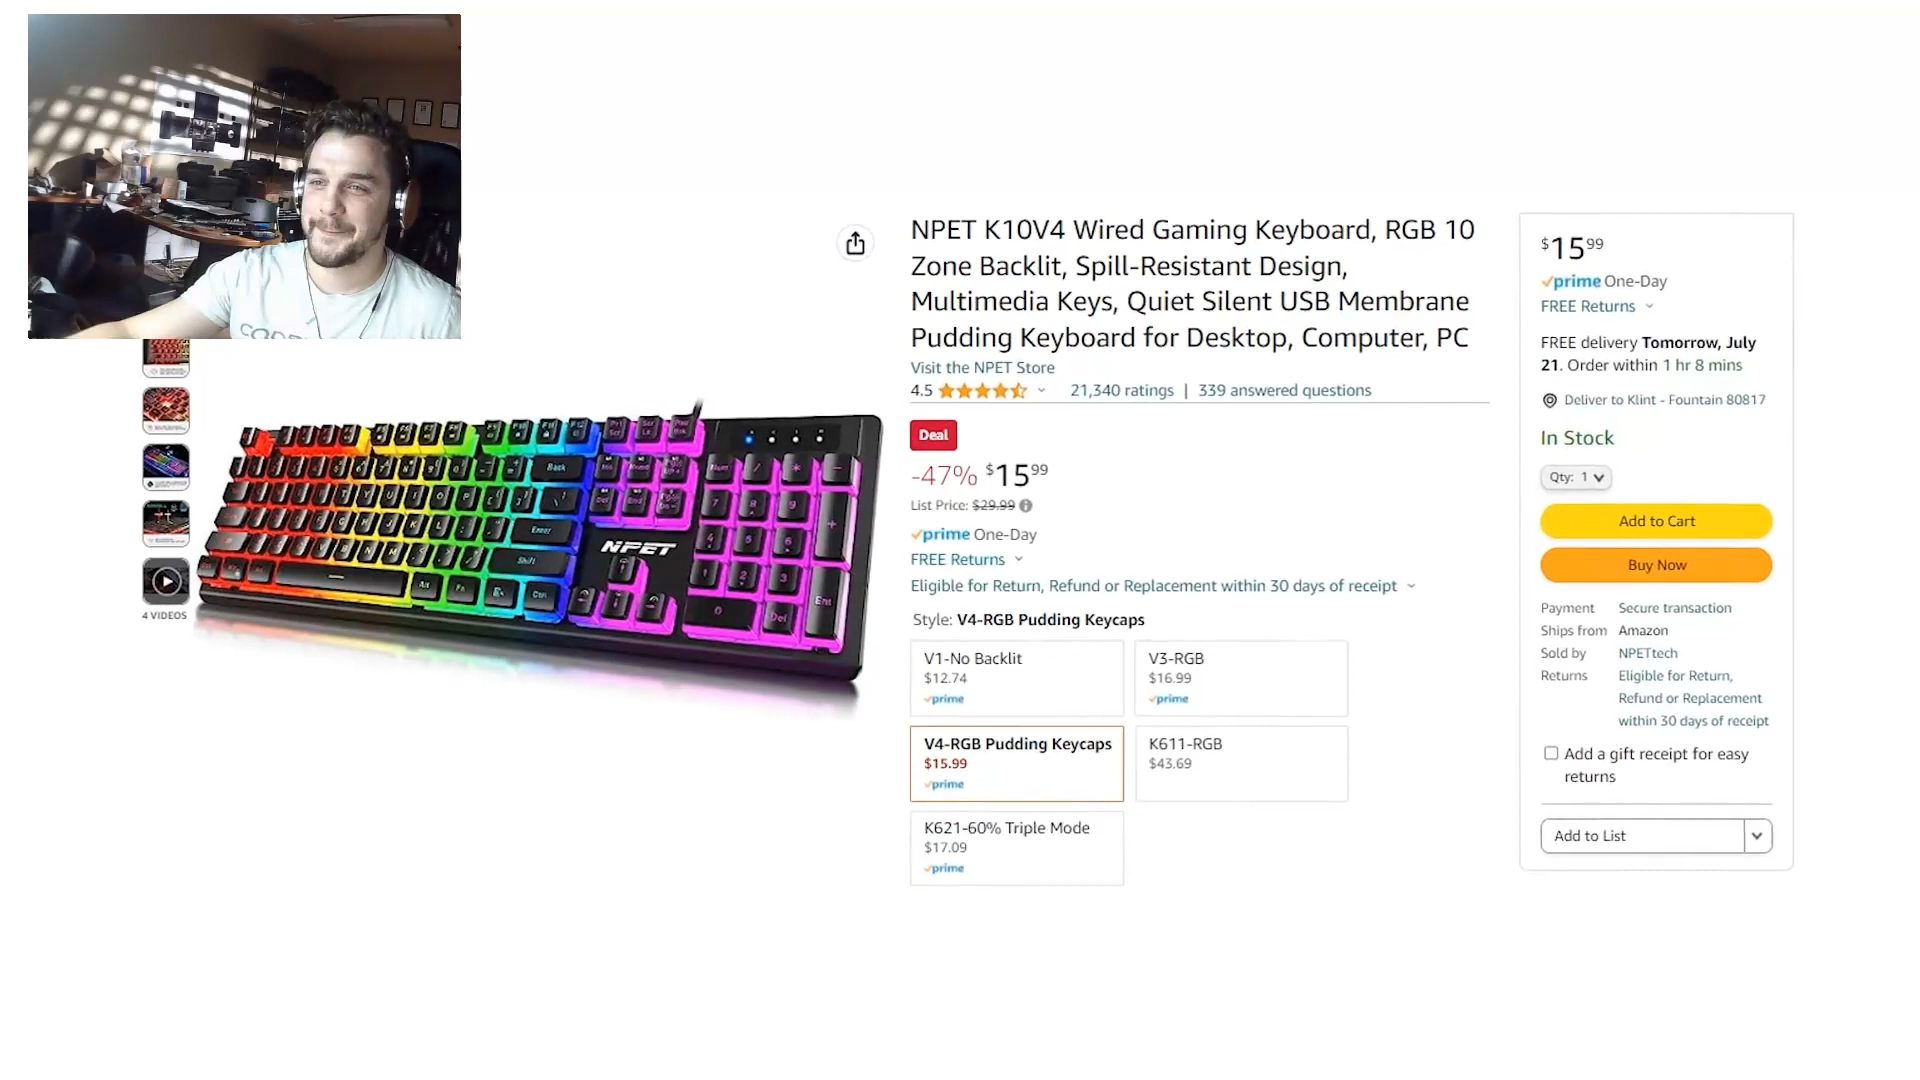 NPET K10V4 Wired Gaming Keyboard, RGB 10
Zone Backlit, Spill-Resistant Design,
Multimedia Keys, Quiet Silent USB Membrane
Pudding Keyboard for Desktop, Computer, PC
Visit the NPET Store
4.5
21,340 ratings | 339 answered questions
Deal
-47% $15 99
List Price: $29.99
prime One-Day
FREE Returns
Eligible for Return, Refund or Replacement within 30 days of receipt
Style: V4-RGB Pudding Keycaps
V1-No Backlit
$12.74
prime
V3-RGB
$16.99
prime
V4-RGB Pudding Keycaps
$15.99
prime
K611-RGB
$43.69
K621-60% Triple Mode
$17.09
prime
4 VIDEOS
NPET
Back
Enter
Shift
Alt
Fn
Ctrl
Del
Ent
$15 99
prime One-Day
FREE Returns
FREE delivery Tomorrow, July
21. Order within 1 hr 8 mins
Deliver to Klint - Fountain 80817
In Stock
Qty: 1
Add to Cart
Buy Now
Payment Secure transaction
Ships from Amazon
Sold by NPETtech
Returns Eligible for Return,
Refund or Replacement
within 30 days of receipt
Add a gift receipt for easy
returns
Add to List